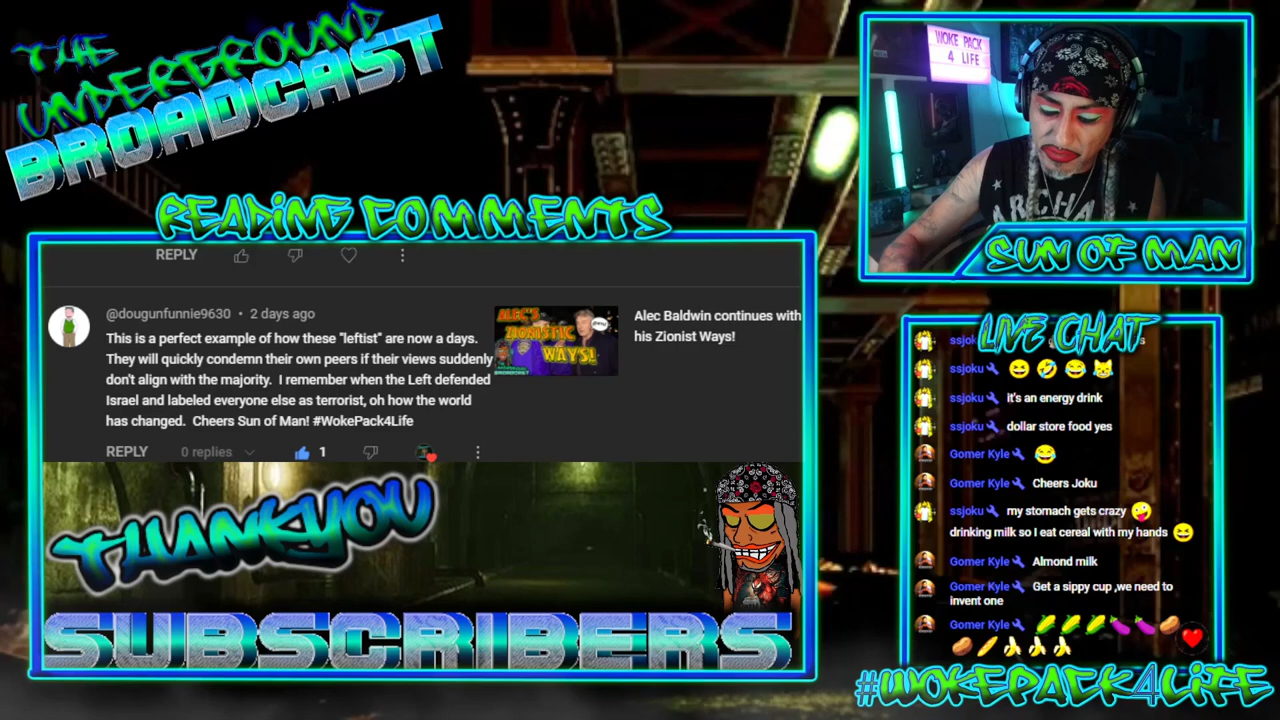 THE
UNDERGROUND
BROADCAST
WOKE PACK
4 LIFE
ARCHA
SUN OF MAN
READING COMMENTS
REPLY
@dougunfunnie9630 • 2 days ago
This is a perfect example of how these "leftist" are now a days.
They will quickly condemn their own peers if their views suddenly
don't align with the majority. I remember when the Left defended
Israel and labeled everyone else as terrorist, oh how the world
has changed. Cheers Sun of Man! #WokePack4Life
REPLY 0 replies 1
ALEC'S
ZIONISTIC
WAYS!
Alec Baldwin continues with
his Zionist Ways!
THANKYOU
SUBSCRIBERS
LIVE CHAT
ssjoku 😆 🤣 😂 😹
ssjoku it's an energy drink
ssjoku dollar store food yes
Gomer Kyle 😂
Gomer Kyle Cheers Joku
ssjoku my stomach gets crazy 🤪
drinking milk so I eat cereal with my hands 😆
Gomer Kyle Almond milk
Gomer Kyle Get a sippy cup ,we need to
invent one
Gomer Kyle 🌽🌽🌽🍆🍆🥔
🥔🥖🍌🍌🍌
#WOKEPACK4LIFE